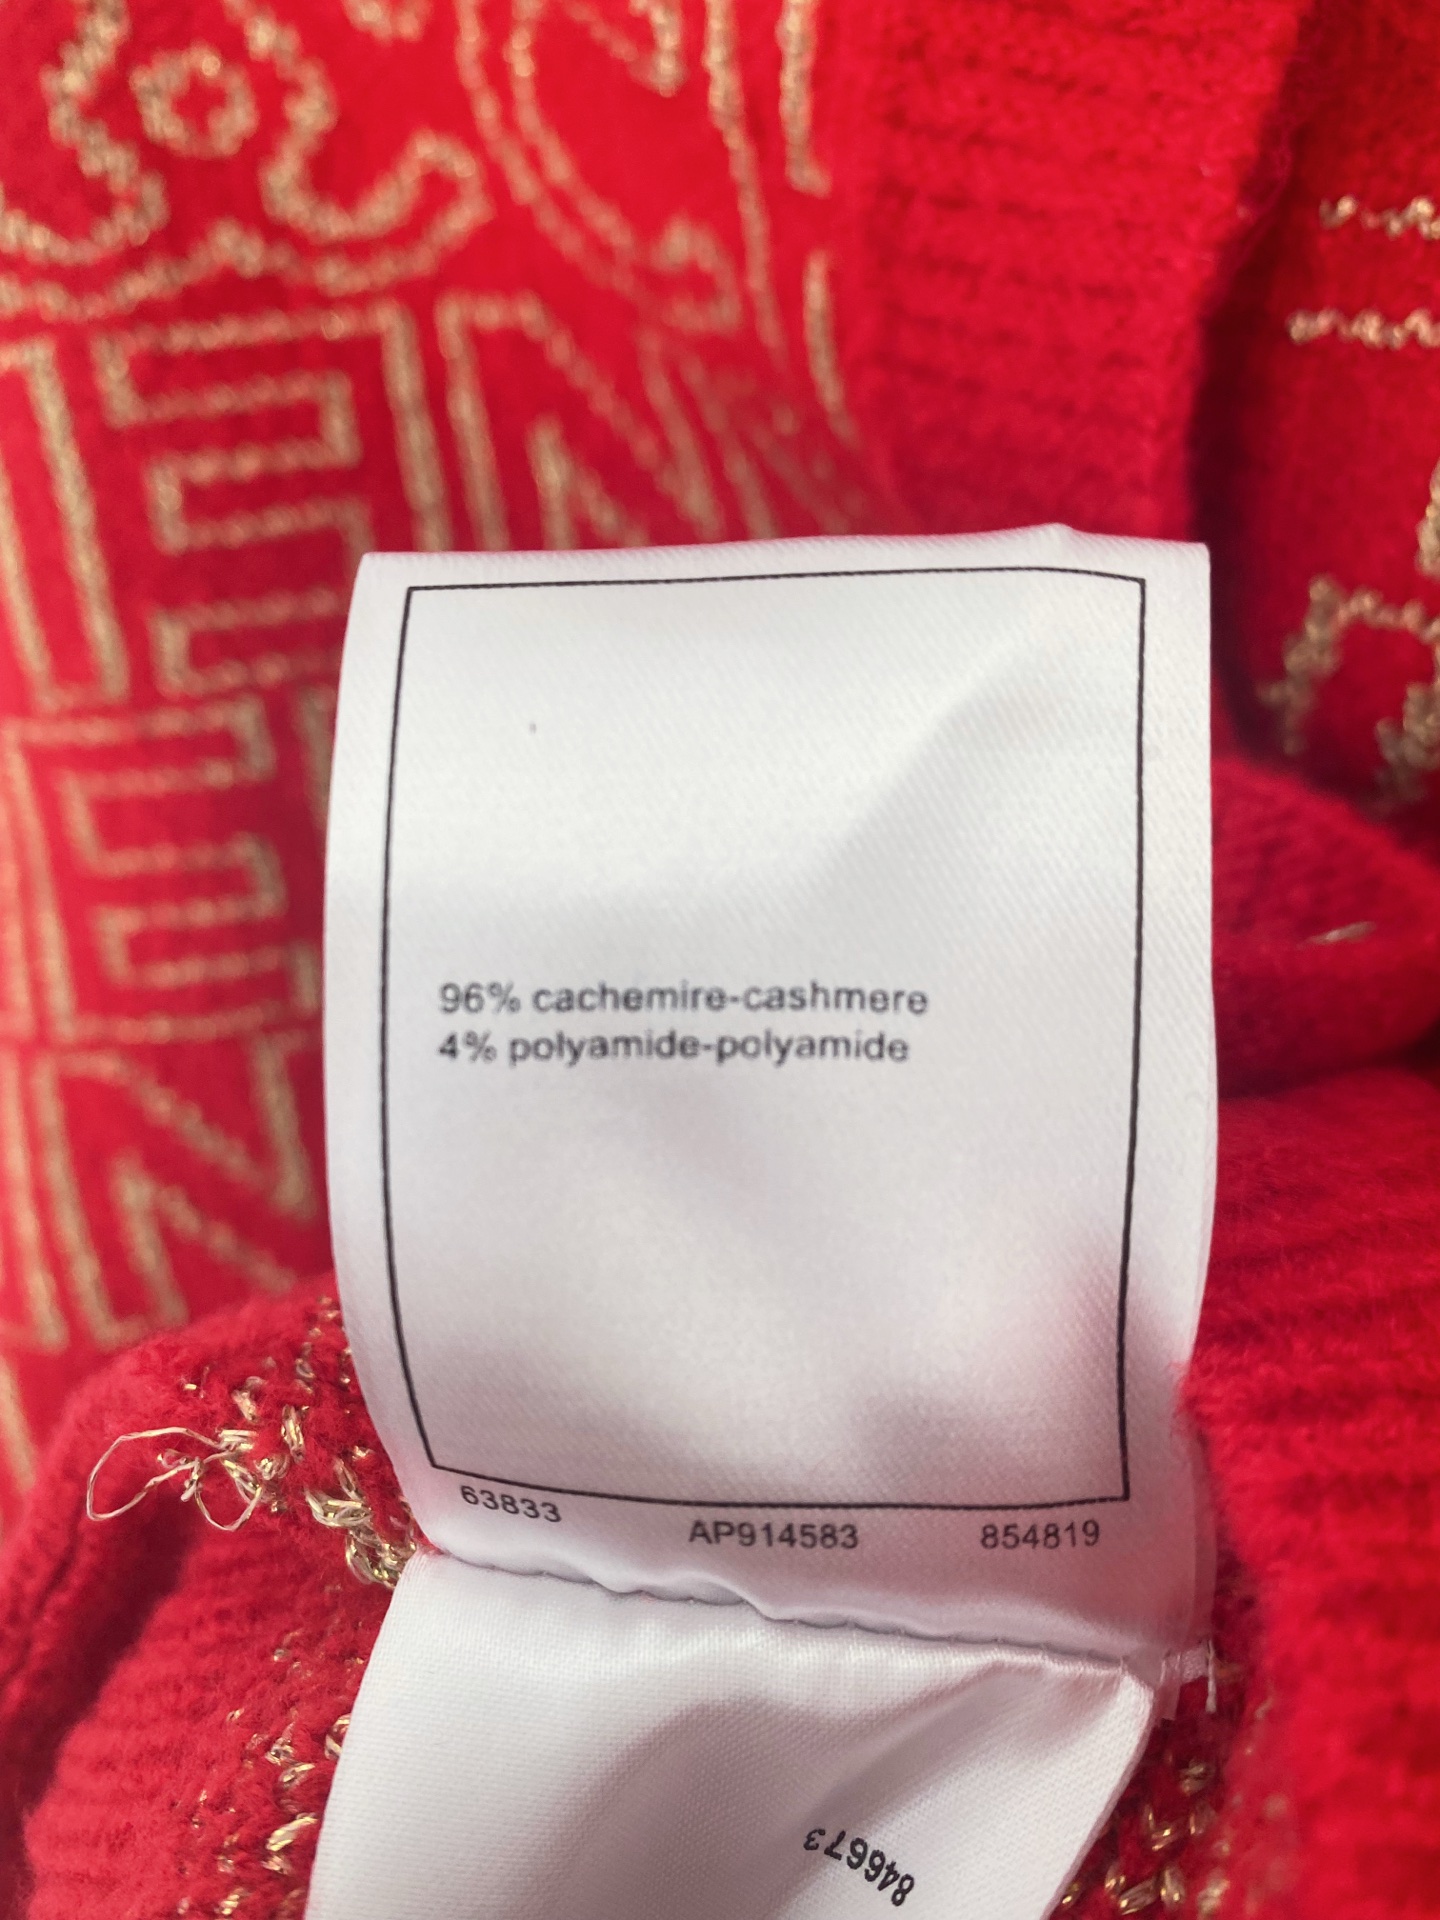 96% cachemire-cashmere
4% polyamide-polyamide
63833 AP914583 854819
846673